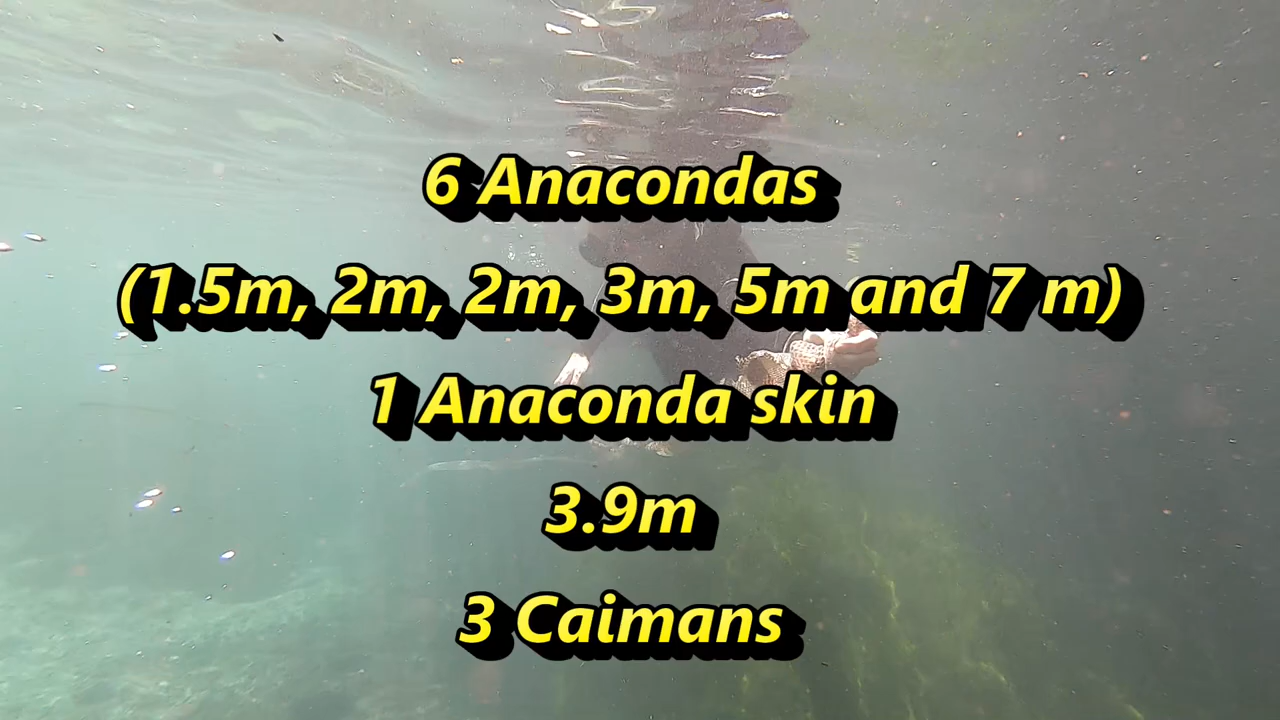 6 Anacondas
(1.5m, 2m, 2m, 3m, 5m and 7 m)
1 Anaconda skin
3.9m
3 Caimans